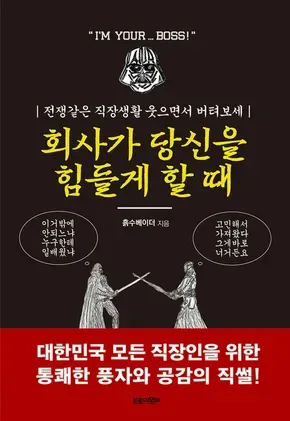 "I'M YOUR ... BOSS!"
| 전쟁같은 직장생활 웃으면서 버텨보세 |
회사가 당신을
힘들게 할 때
흙수베이더 지음
이거밖에
안되느냐
누구한테
일배웠냐
고민해서
가져왔다
그게바로
너거든요
대한민국 모든 직장인을 위한
통쾌한 풍자와 공감의 직썰!